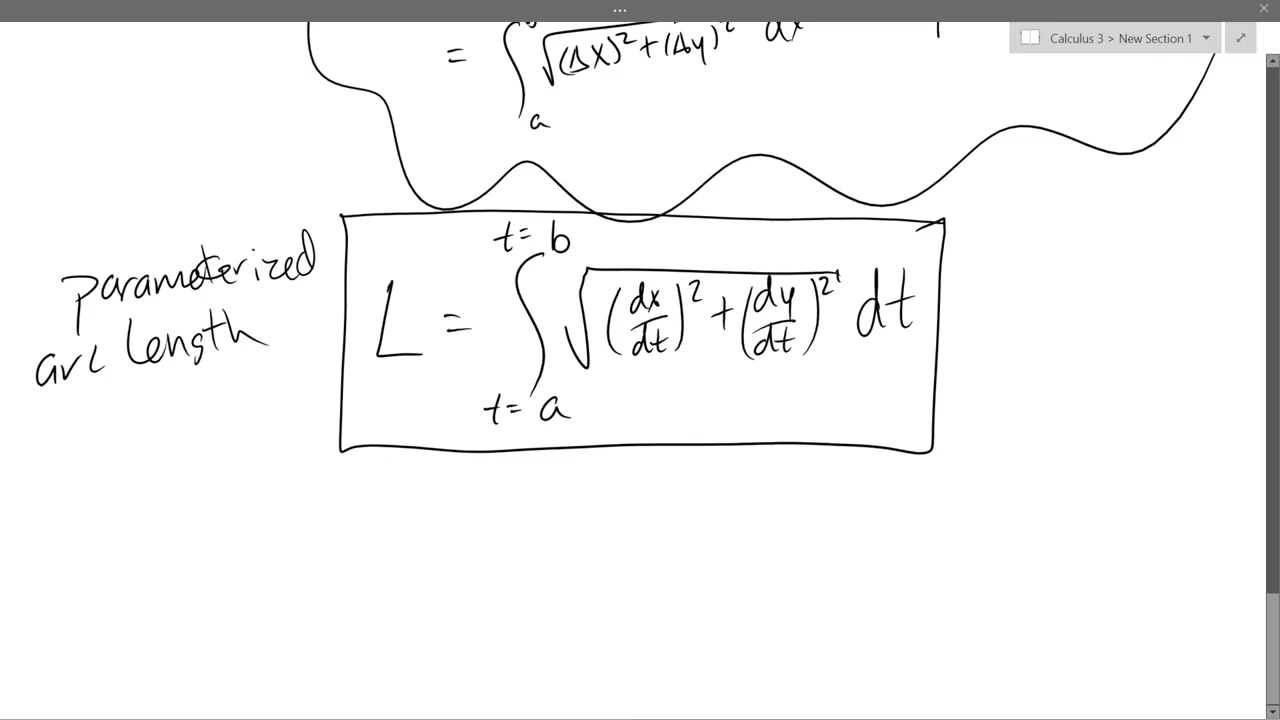 ...
Calculus 3 > New Section 1
= ∫ₐ √(Δx)²+(Δy)² dx
parameterized
arc length
L = ∫_{t=a}^{t=b} √(dx/dt)² + (dy/dt)² dt